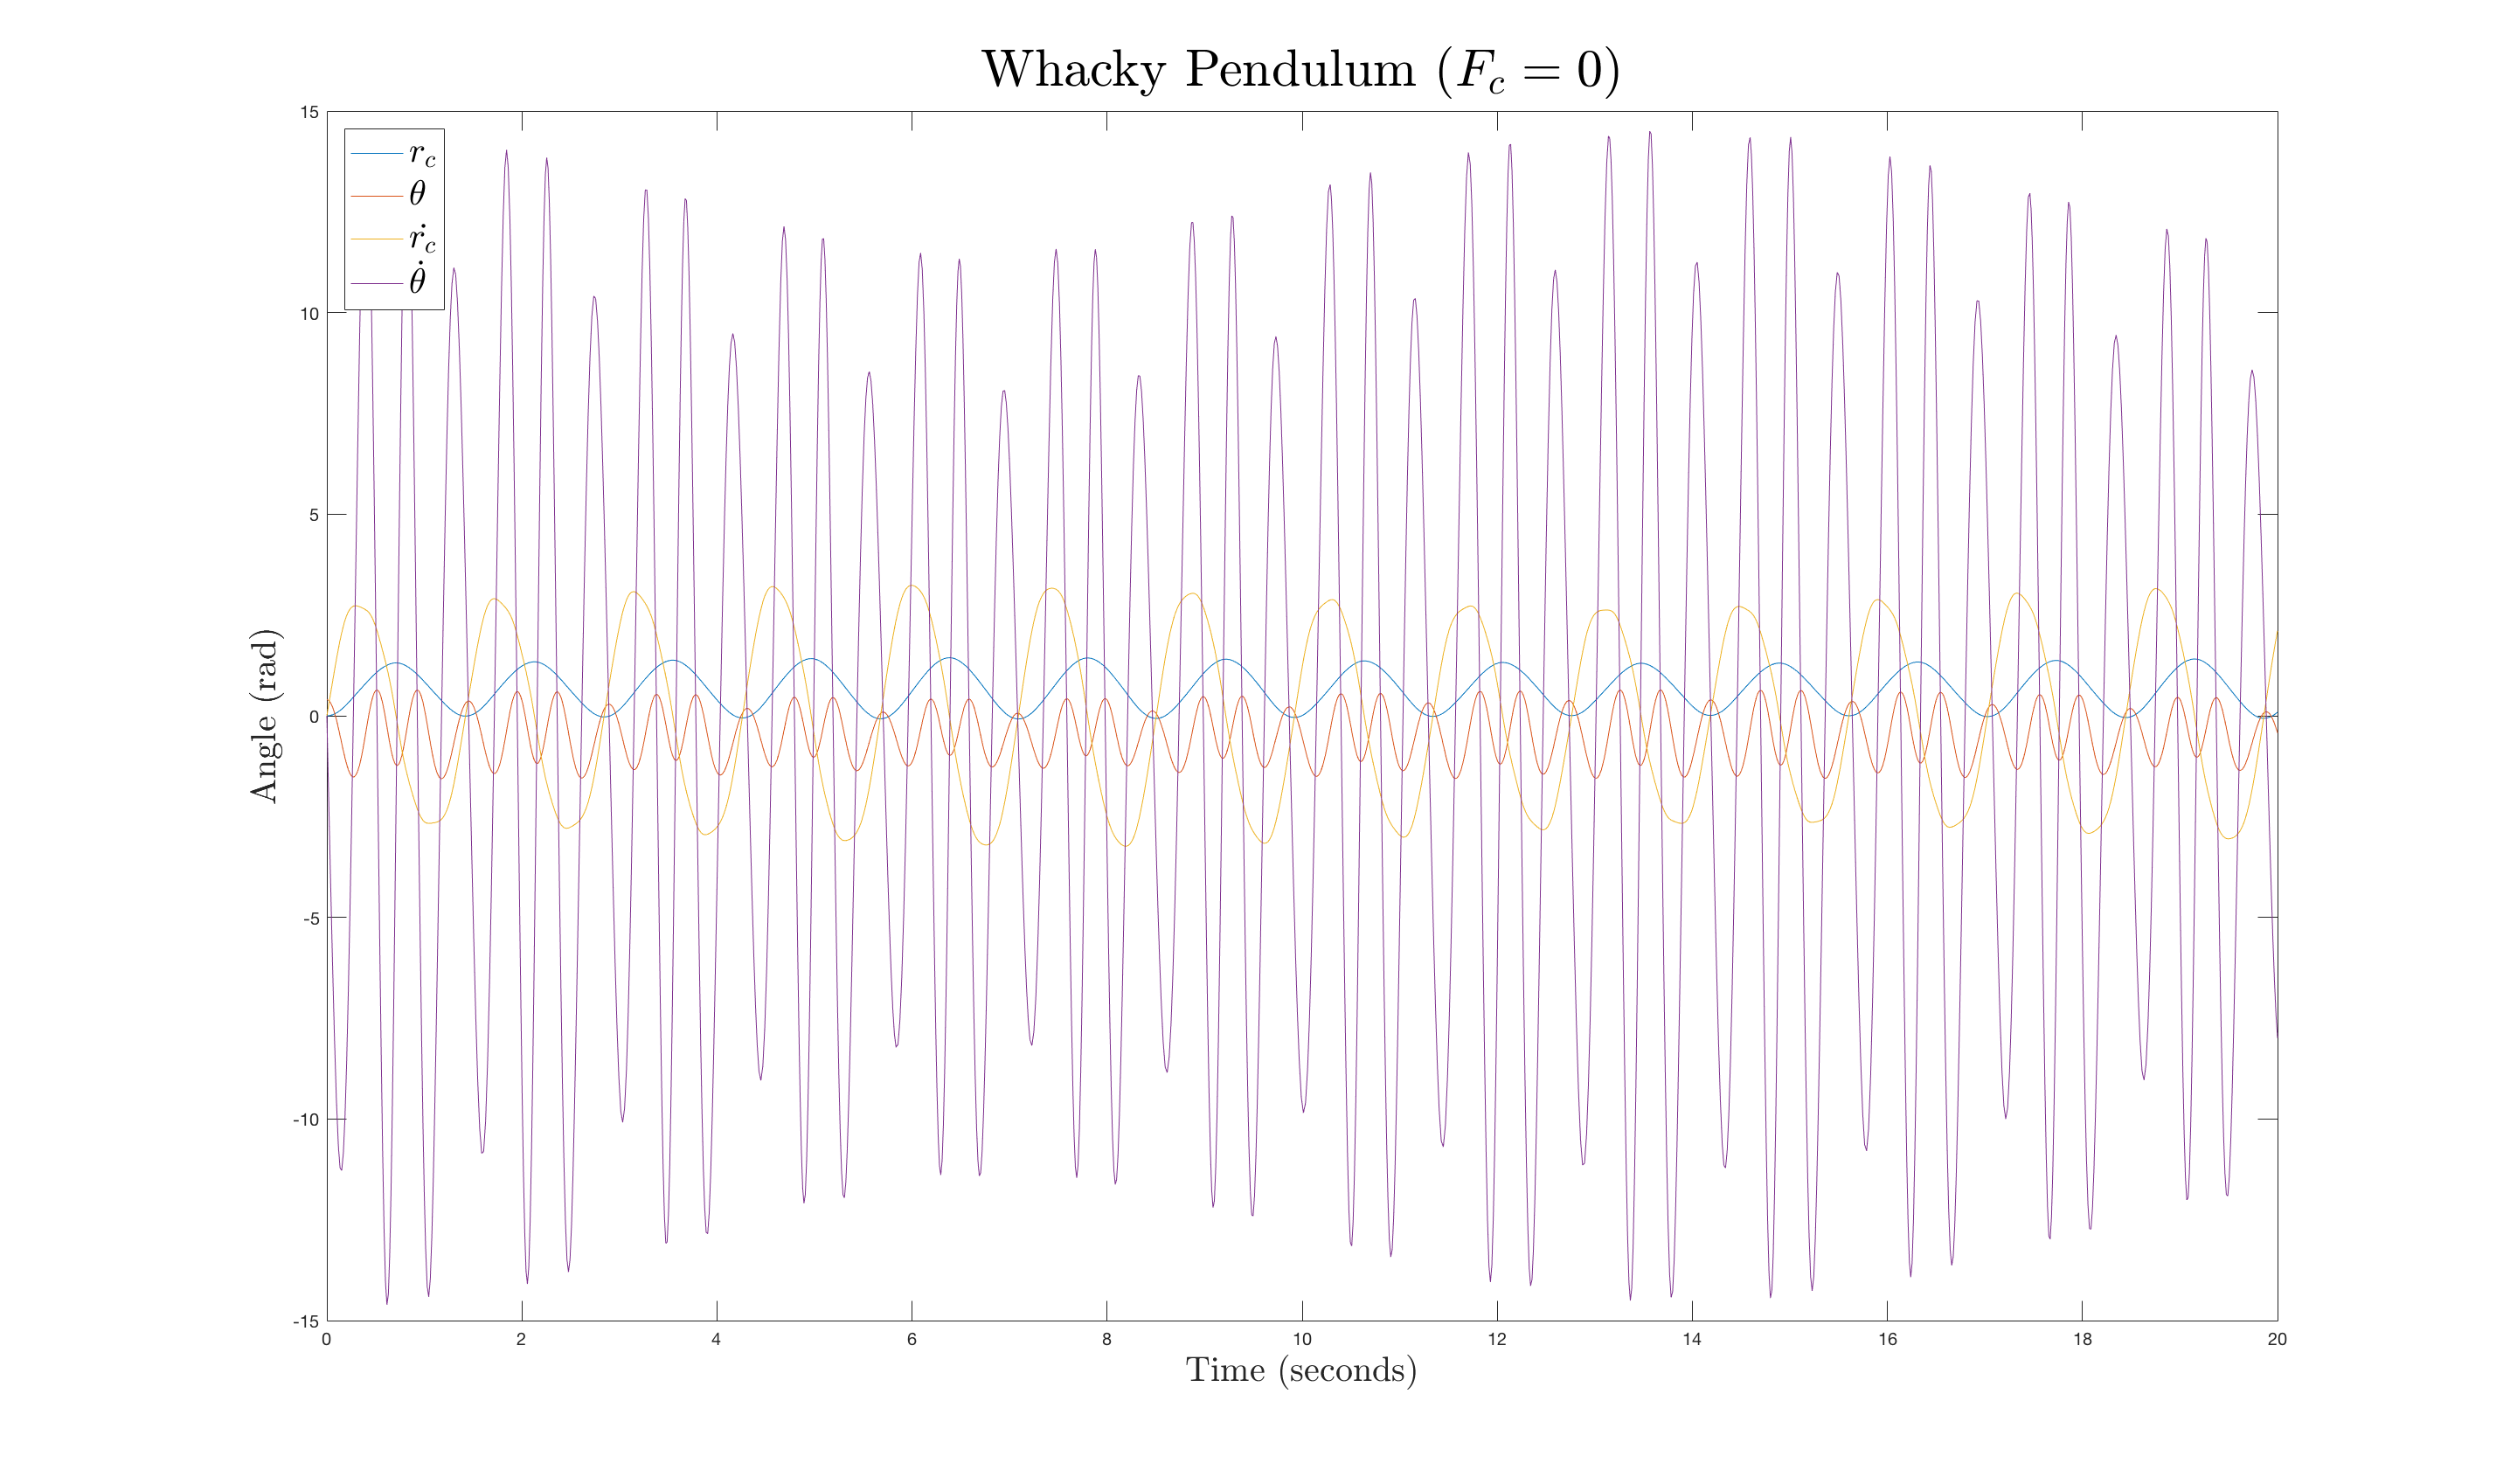 Whacky Pendulum (F_c = 0)
r_c
θ
ṙ_c
θ̇
Angle (rad)
15
10
5
0
-5
-10
-15
0 2 4 6 8 10 12 14 16 18 20
Time (seconds)